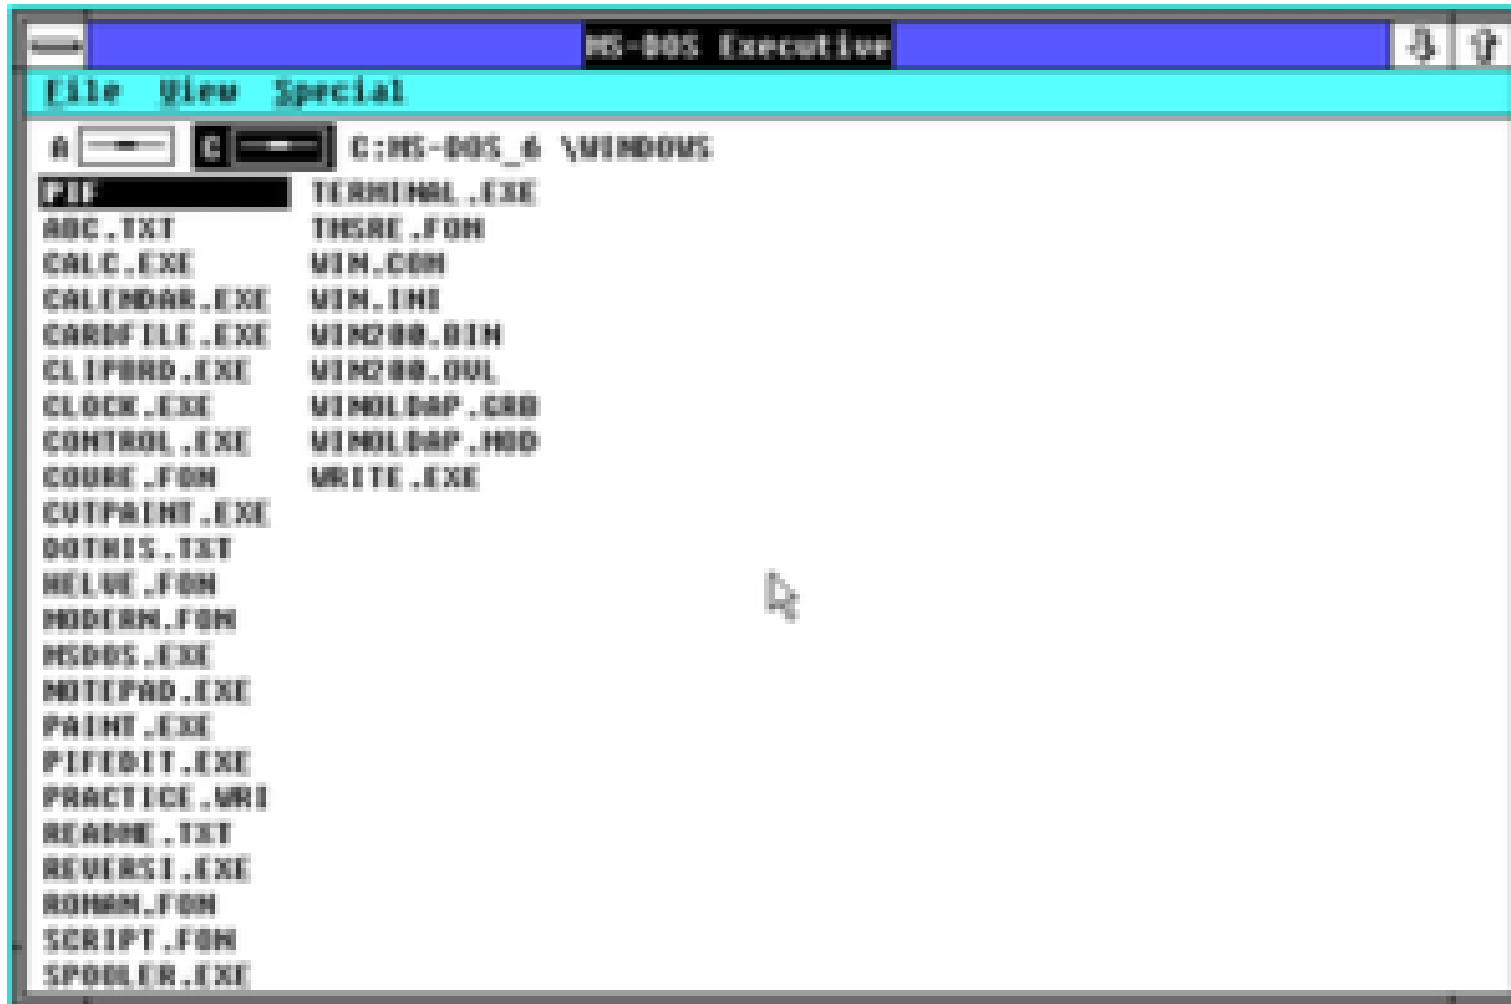 MS-DOS Executive
File View Special
A C C:MS-DOS_6 \WINDOWS
PIF
ABC.TXT
CALC.EXE
CALENDAR.EXE
CARDFILE.EXE
CLIPBRD.EXE
CLOCK.EXE
CONTROL.EXE
COURE.FON
CVTPAINT.EXE
DOTHIS.TXT
HELVE.FON
MODERN.FON
MSDOS.EXE
NOTEPAD.EXE
PAINT.EXE
PIFEDIT.EXE
PRACTICE.WRI
README.TXT
REVERSI.EXE
ROMAN.FON
SCRIPT.FON
SPOOLER.EXE
TERMINAL.EXE
TMSRE.FON
WIN.COM
WIN.INI
WIN200.BIN
WIN200.OVL
WINOLDAP.GRB
WINOLDAP.MOD
WRITE.EXE